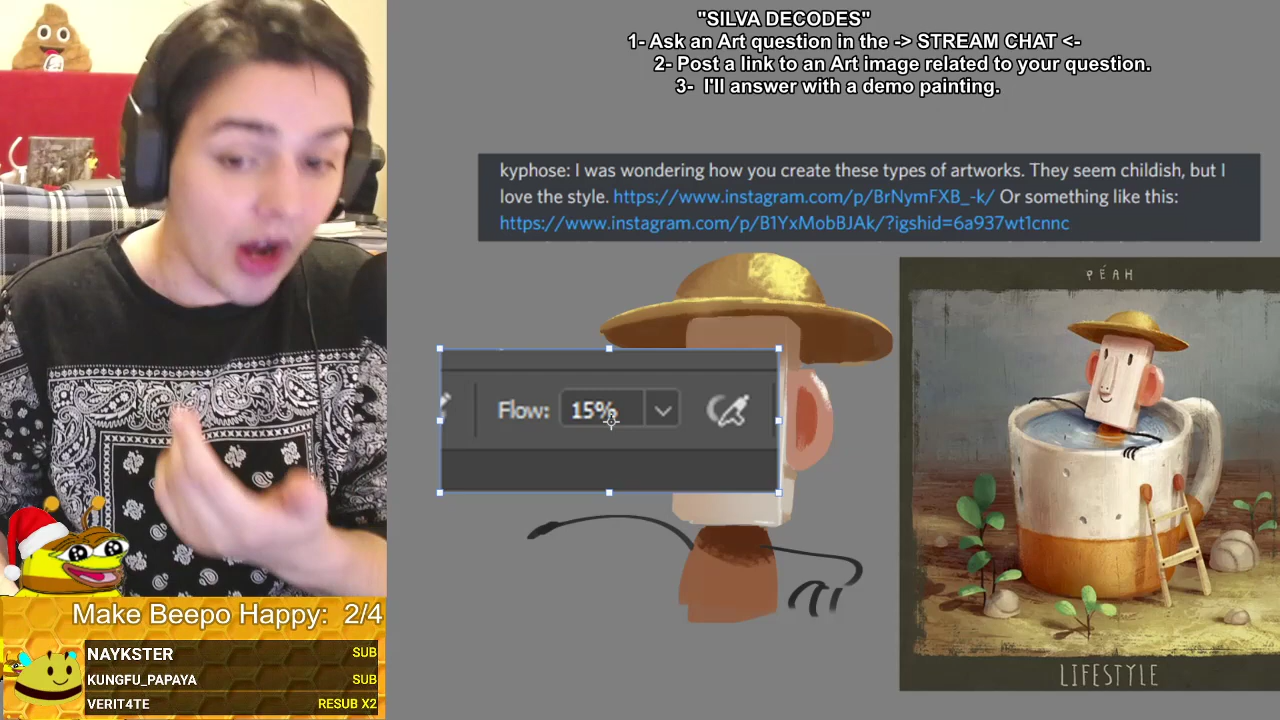 "SILVA DECODES"
1- Ask an Art question in the -> STREAM CHAT <-
2- Post a link to an Art image related to your question.
3- I'll answer with a demo painting.
kyphose: I was wondering how you create these types of artworks. They seem childish, but I
love the style. https://www.instagram.com/p/BrNymFXB_-k/ Or something like this:
https://www.instagram.com/p/B1YxMobBJAk/?igshid=6a937wt1cnnc
PÉAH
Flow: 15%
LIFESTYLE
Make Beepo Happy: 2/4
NAYKSTER SUB
KUNGFU_PAPAYA SUB
VERIT4TE RESUB X2